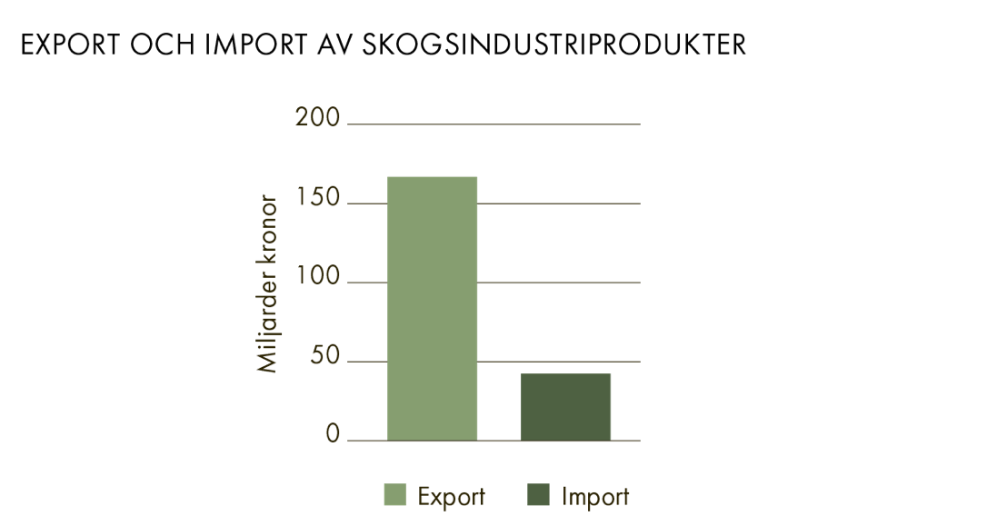 EXPORT OCH IMPORT AV SKOGSINDUSTRIPRODUKTER
200
150
100
50
0
Miljarder kronor
Export
Import